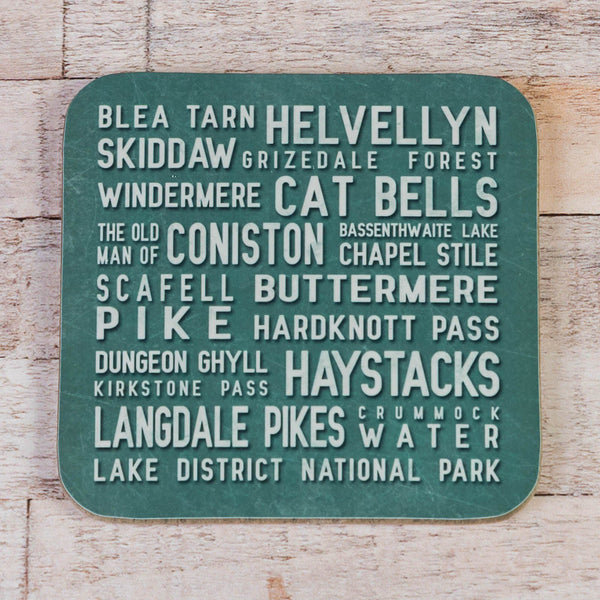 BLEA TARN HELVELLYN
SKIDDAW GRIZEDALE FOREST
WINDERMERE CAT BELLS
THE OLD MAN OF CONISTON
BASSENTHWAITE LAKE
CHAPEL STILE
SCAFELL PIKE
BUTTERMERE
HARDKNOTT PASS
DUNGEON GHYLL
KIRKSTONE PASS
HAYSTACKS
LANGDALE PIKES
CRUMMOCK WATER
LAKE DISTRICT NATIONAL PARK